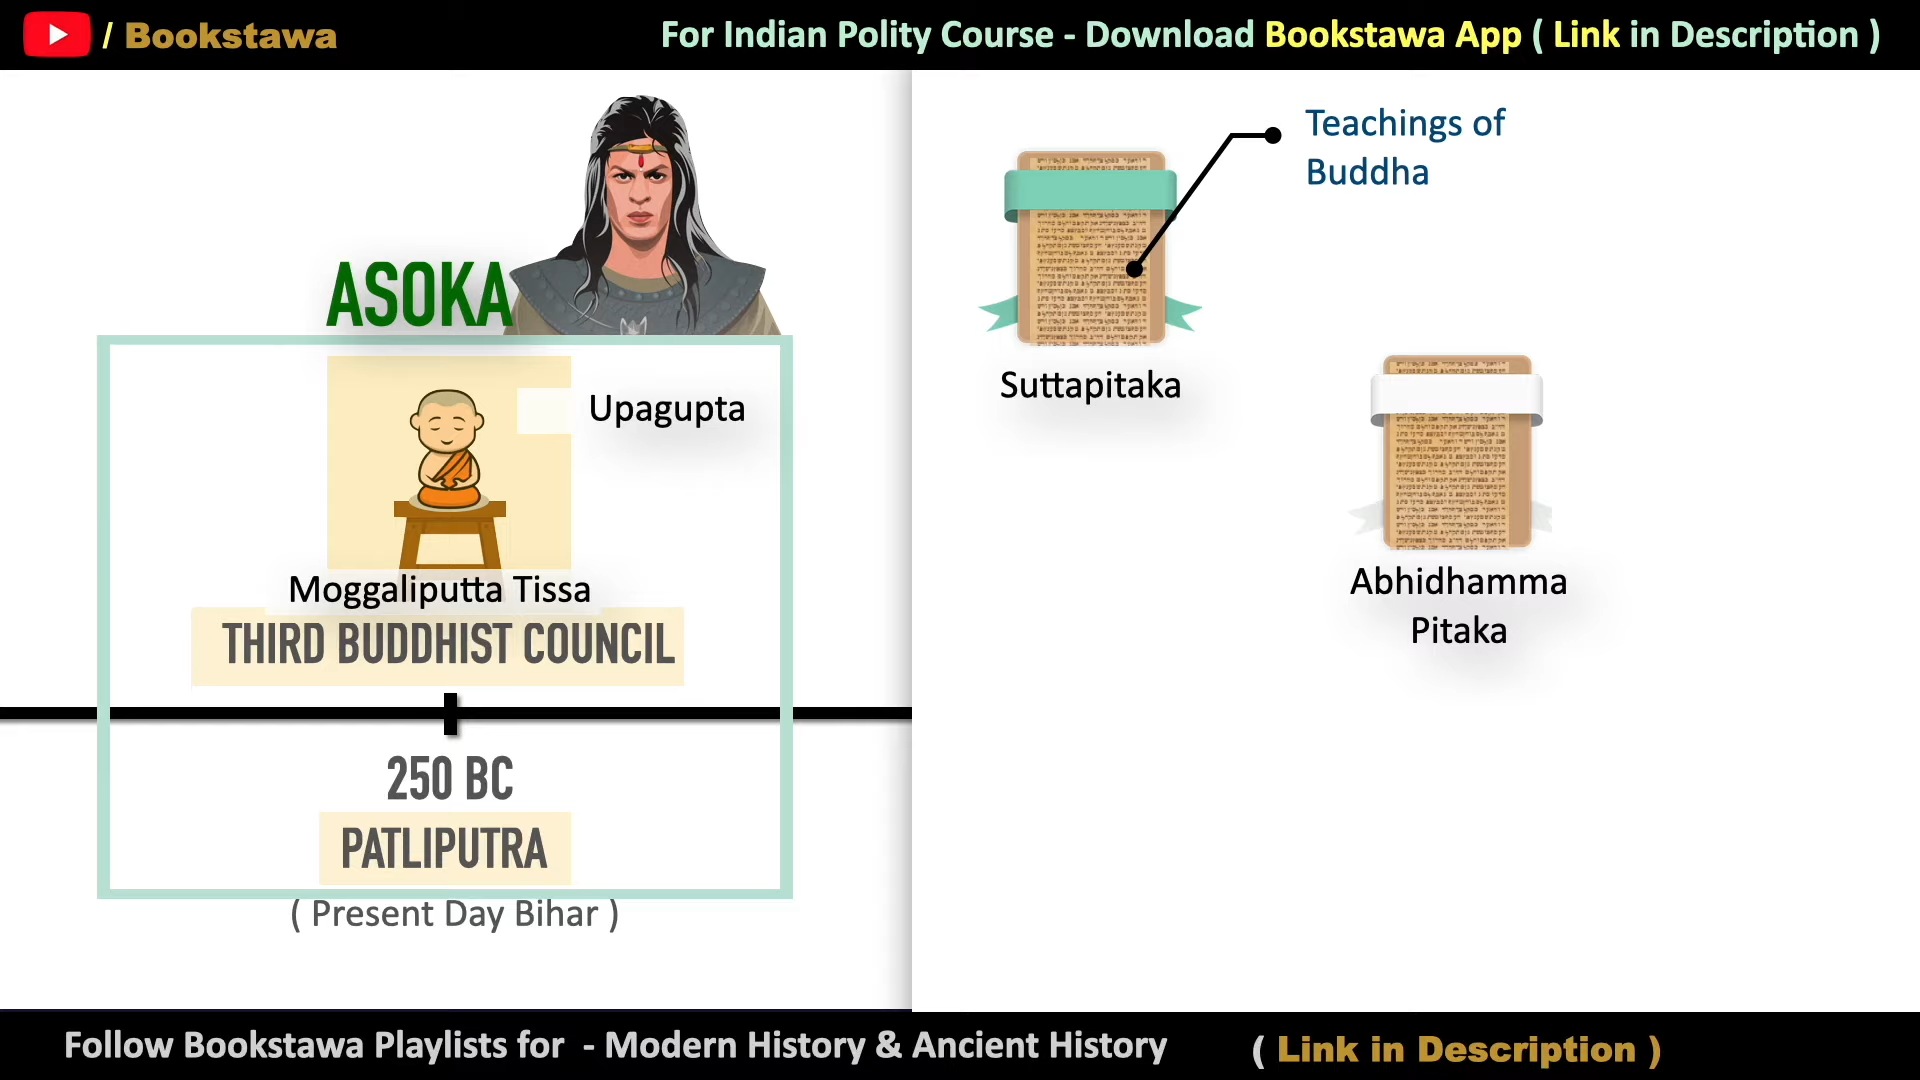 / Bookstawa
For Indian Polity Course - Download Bookstawa App ( Link in Description )
ASOKA
Upagupta
Moggaliputta Tissa
THIRD BUDDHIST COUNCIL
250 BC
PATLIPUTRA
( Present Day Bihar )
Teachings of
Buddha
Suttapitaka
Abhidhamma
Pitaka
Follow Bookstawa Playlists for - Modern History & Ancient History ( Link in Description )